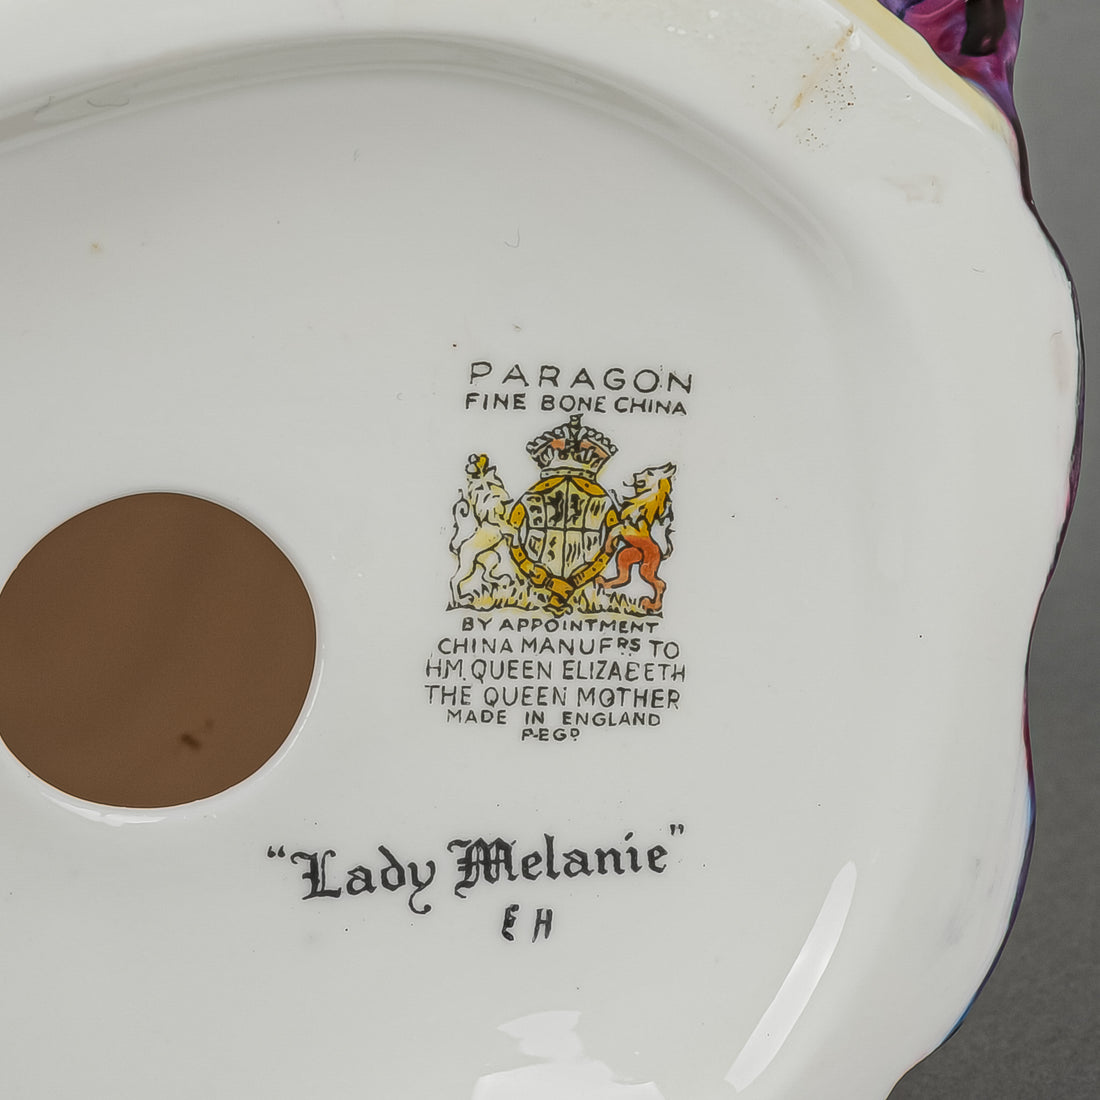 PARAGON
FINE BONE CHINA
BY APPOINTMENT
CHINA MANUFRS TO
H.M. QUEEN ELIZABETH
THE QUEEN MOTHER
MADE IN ENGLAND
REGD
"Lady Melanie"
E H